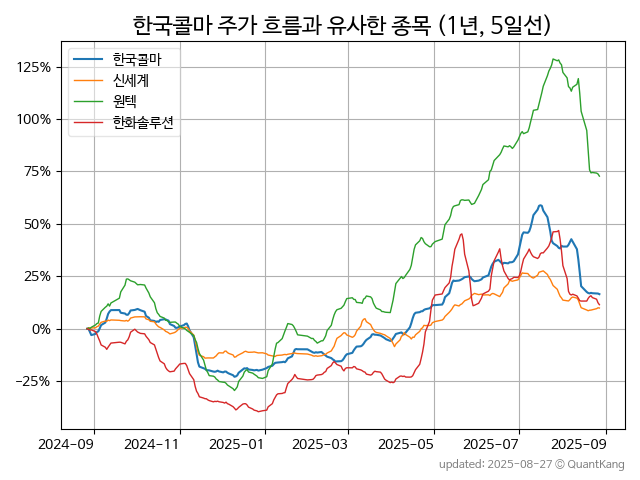 한국콜마 주가 흐름과 유사한 종목 (1년, 5일선)
한국콜마
신세계
원텍
한화솔루션
125%
100%
75%
50%
25%
0%
−25%
2024-09 2024-11 2025-01 2025-03 2025-05 2025-07 2025-09
updated: 2025-08-27 © QuantKang